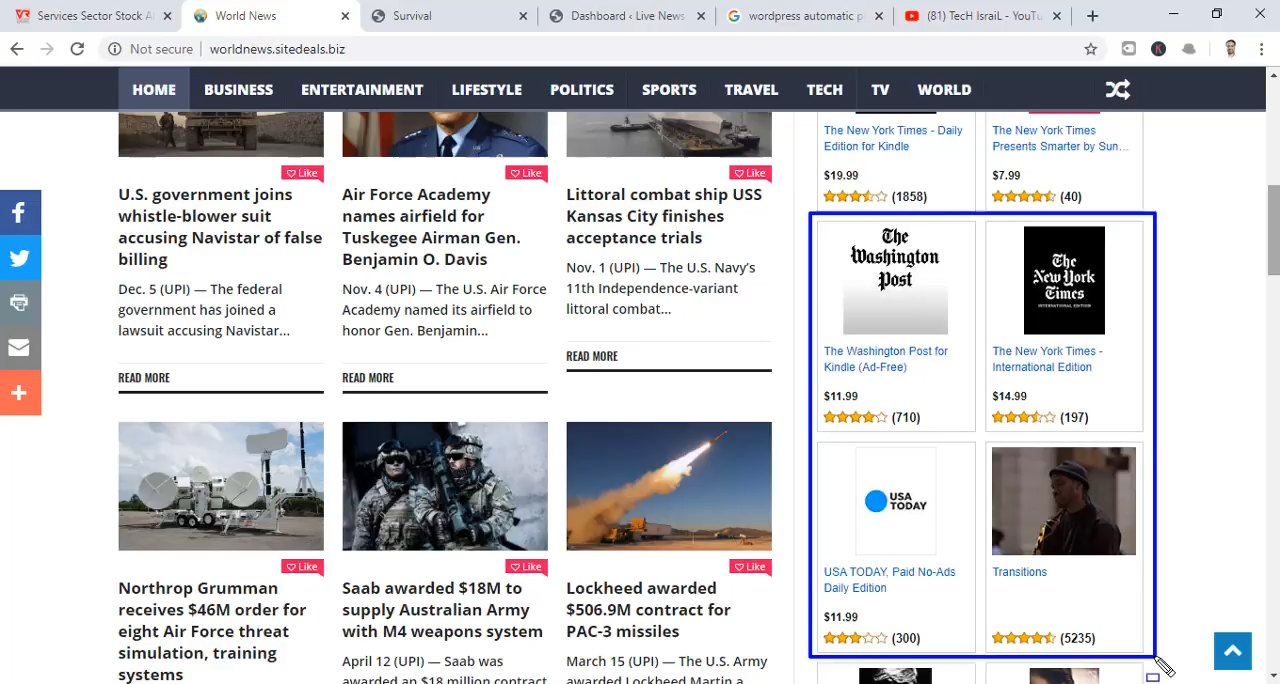 Services Sector Stock A
World News
Survival
Dashboard ‹ Live News
wordpress automatic p
(81) TecH IsraiL - YouTu
Not secure
worldnews.sitedeals.biz
HOME
BUSINESS
ENTERTAINMENT
LIFESTYLE
POLITICS
SPORTS
TRAVEL
TECH
TV
WORLD
Like
U.S. government joins
whistle-blower suit
accusing Navistar of false
billing
Dec. 5 (UPI) — The federal
government has joined a
lawsuit accusing Navistar...
READ MORE
Like
Air Force Academy
names airfield for
Tuskegee Airman Gen.
Benjamin O. Davis
Nov. 4 (UPI) — The U.S. Air Force
Academy named its airfield to
honor Gen. Benjamin...
READ MORE
Like
Littoral combat ship USS
Kansas City finishes
acceptance trials
Nov. 1 (UPI) — The U.S. Navy's
11th Independence-variant
littoral combat...
READ MORE
Like
Northrop Grumman
receives $46M order for
eight Air Force threat
simulation, training
systems
Like
Saab awarded $18M to
supply Australian Army
with M4 weapons system
April 12 (UPI) — Saab was
awarded an $18 million contract
Like
Lockheed awarded
$506.9M contract for
PAC-3 missiles
March 15 (UPI) — The U.S. Army
awarded Lockheed Martin a
The New York Times - Daily
Edition for Kindle
$19.99
(1858)
The New York Times
Presents Smarter by Sun...
$7.99
(40)
The
Washington
Post
The Washington Post for
Kindle (Ad-Free)
$11.99
(710)
The
New York
Times
INTERNATIONAL EDITION
The New York Times -
International Edition
$14.99
(197)
USA
TODAY
USA TODAY, Paid No-Ads
Daily Edition
$11.99
(300)
Transitions
(5235)